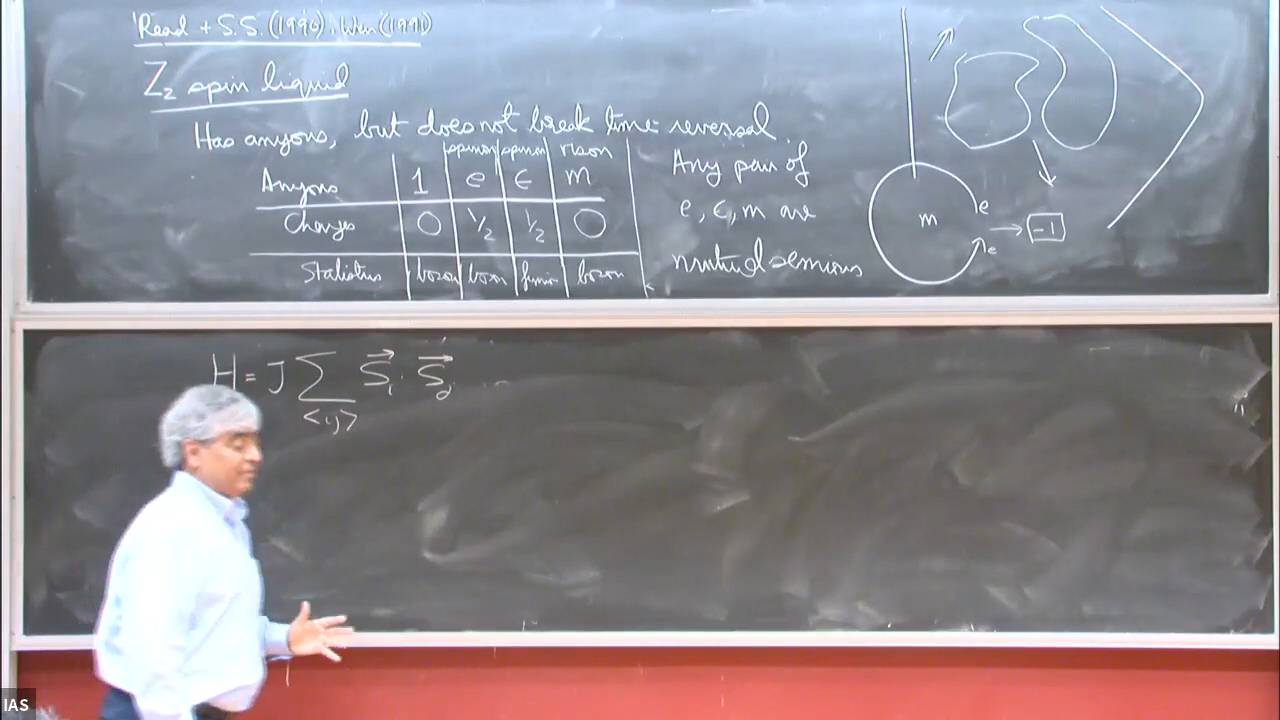 Read + S.S. (1990), Wen (1991)
Z₂ spin liquid
Has anyons, but does not break time reversal.
spinon spinon vison
Anyons 1 e ε m
Charges 0 1/2 1/2 0
Statistics boson boson fermion boson
Any pair of
e, ε, m are
mutual semions
m e → -1
e
H = J Σ S⃗ᵢ · S⃗ⱼ ...
<ij>
IAS